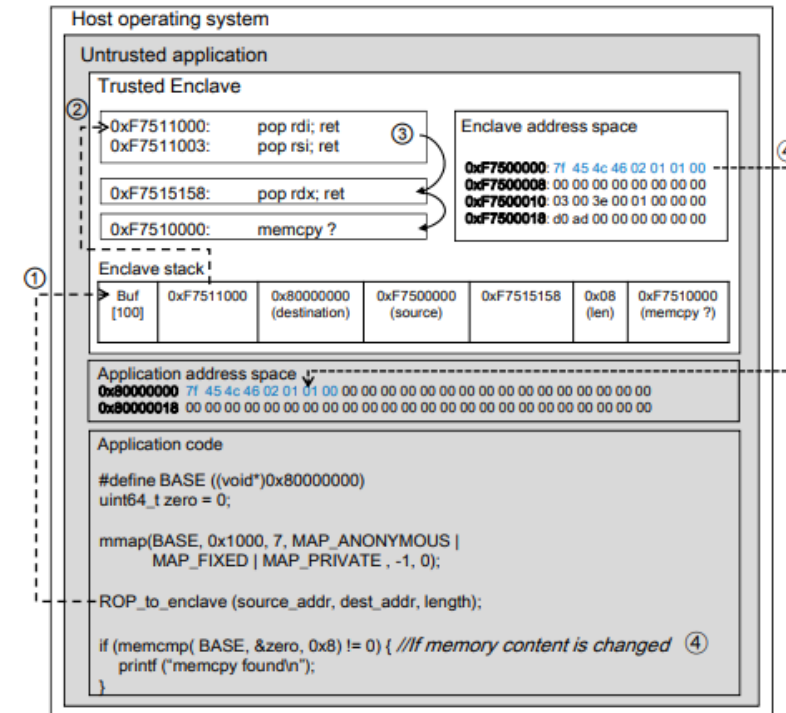 Host operating system
Untrusted application
Trusted Enclave
②
0xF7511000: pop rdi; ret
0xF7511003: pop rsi; ret
③
0xF7515158: pop rdx; ret
0xF7510000: memcpy ?
Enclave address space
0xF7500000: 7f 45 4c 46 02 01 01 00
0xF7500008: 00 00 00 00 00 00 00 00
0xF7500010: 03 00 3e 00 01 00 00 00
0xF7500018: d0 ad 00 00 00 00 00 00
①
Enclave stack
Buf
[100]
0xF7511000
0x80000000
(destination)
0xF7500000
(source)
0xF7515158
0x08
(len)
0xF7510000
(memcpy ?)
Application address space
0x80000000 7f 45 4c 46 02 01 01 00 00 00 00 00 00 00 00 00 00 00 00 00 00 00 00 00
0x80000018 00 00 00 00 00 00 00 00 00 00 00 00 00 00 00 00 00 00 00 00 00 00 00 00
Application code
#define BASE ((void*)0x80000000)
uint64_t zero = 0;
mmap(BASE, 0x1000, 7, MAP_ANONYMOUS |
MAP_FIXED | MAP_PRIVATE , -1, 0);
ROP_to_enclave (source_addr, dest_addr, length);
if (memcmp( BASE, &zero, 0x8) != 0) { //If memory content is changed ④
printf ("memcpy found\n");
}